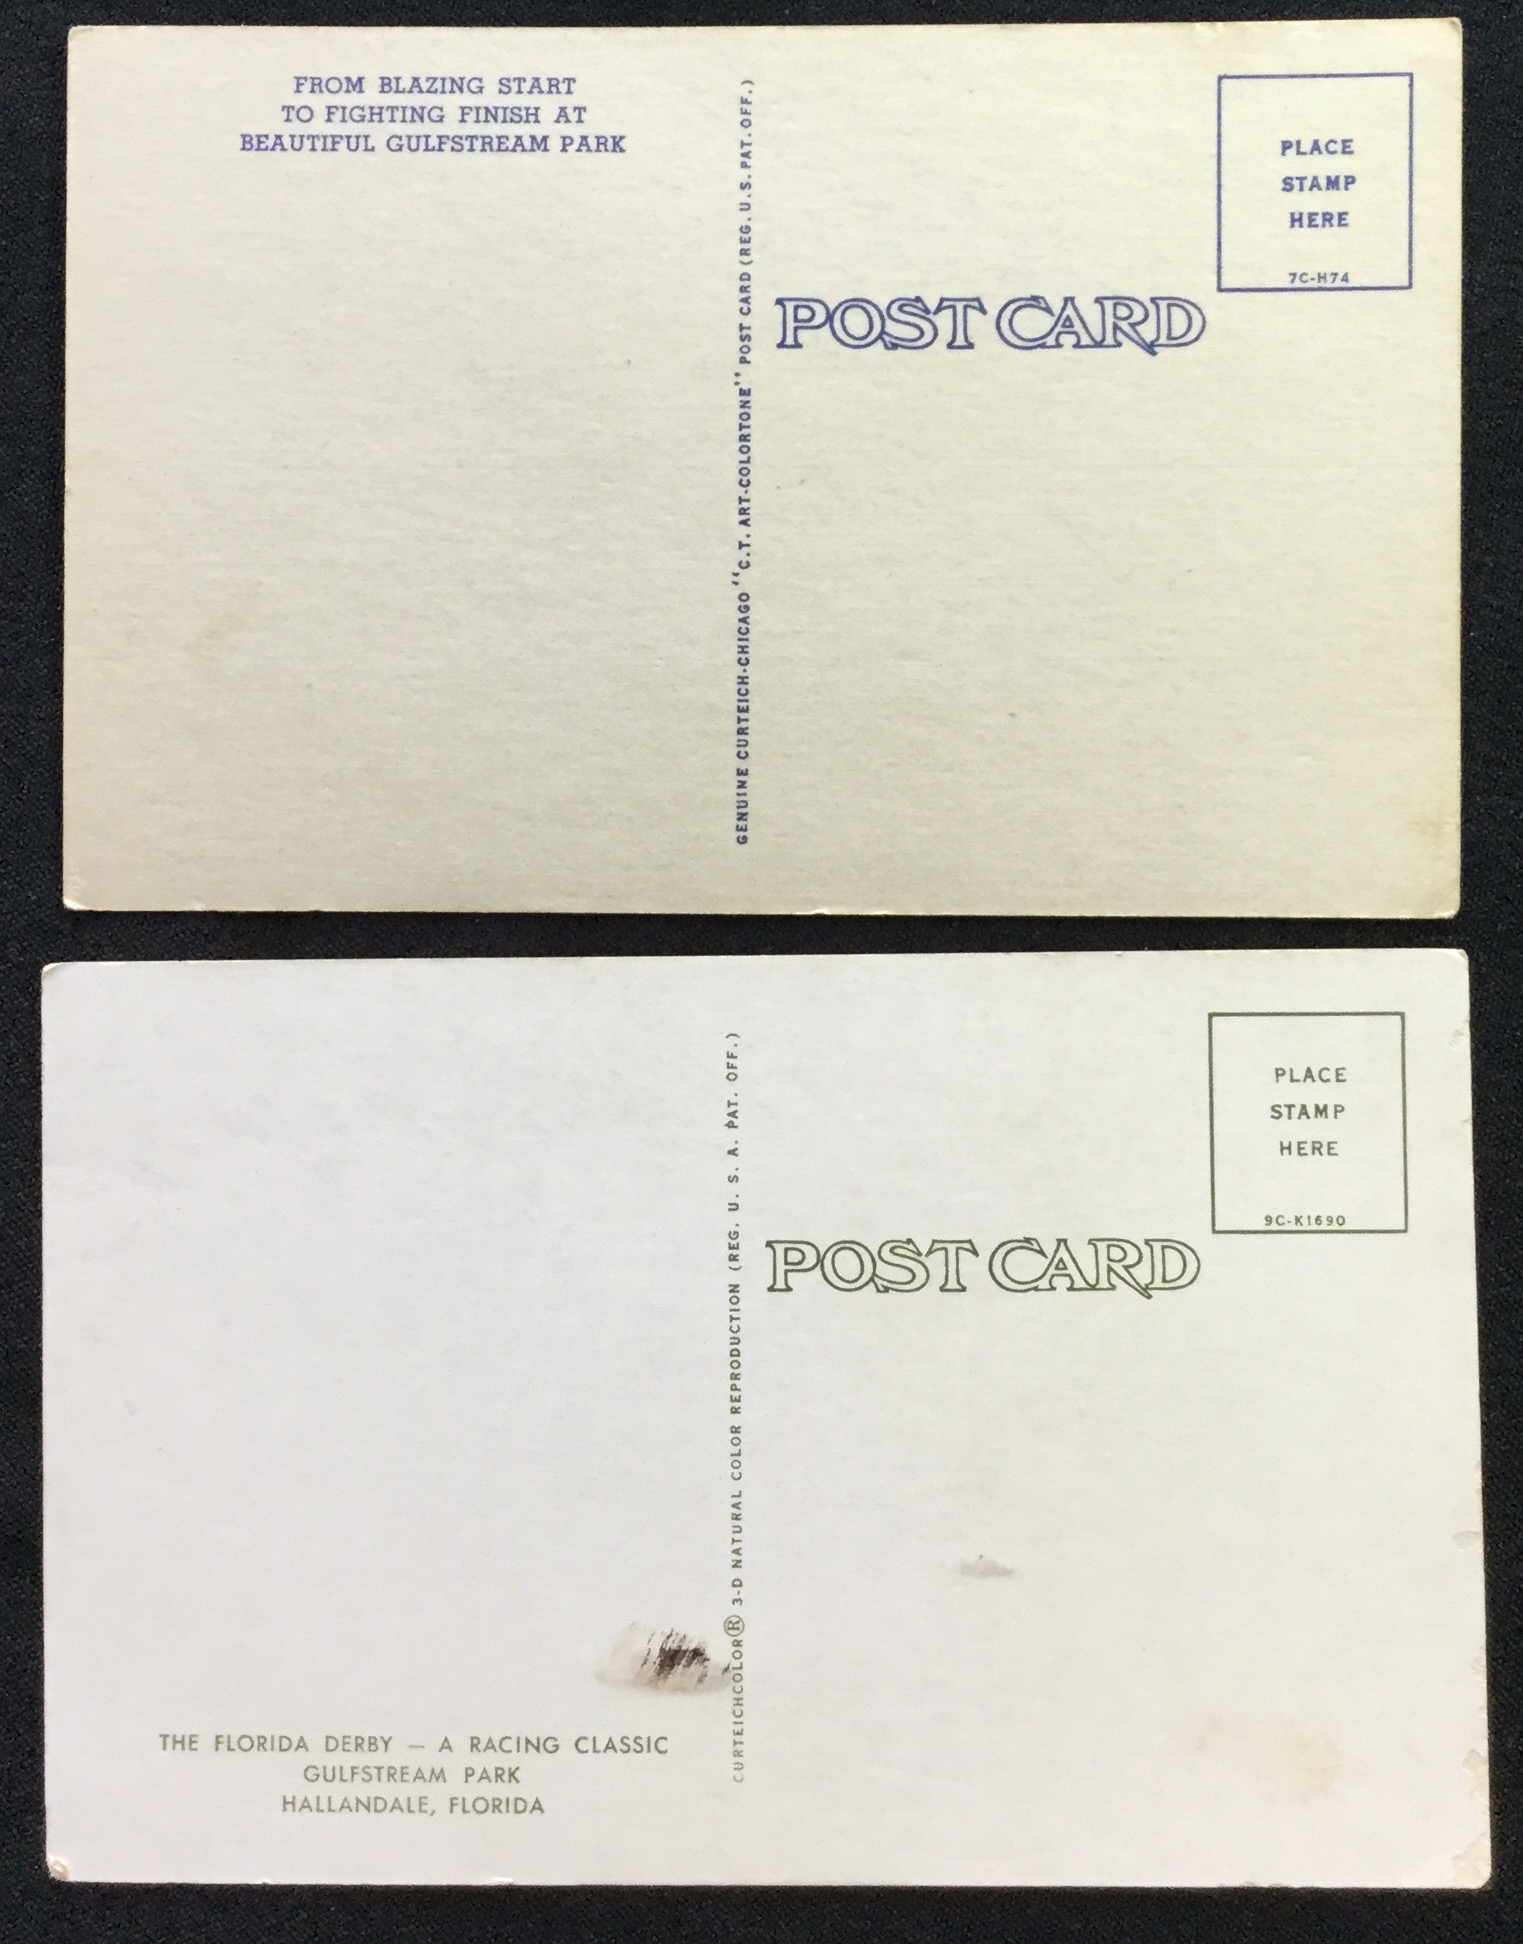 FROM BLAZING START
TO FIGHTING FINISH AT
BEAUTIFUL GULFSTREAM PARK
GENUINE CURTEICH-CHICAGO "C.T. ART-COLORTONE" POST CARD (REG. U.S. PAT. OFF.)
PLACE
STAMP
HERE
7C-H74
POST CARD
THE FLORIDA DERBY — A RACING CLASSIC
GULFSTREAM PARK
HALLANDALE, FLORIDA
CURTEICHCOLOR® 3-D NATURAL COLOR REPRODUCTION (REG. U. S. A. PAT. OFF.)
PLACE
STAMP
HERE
9C-K1690
POST CARD